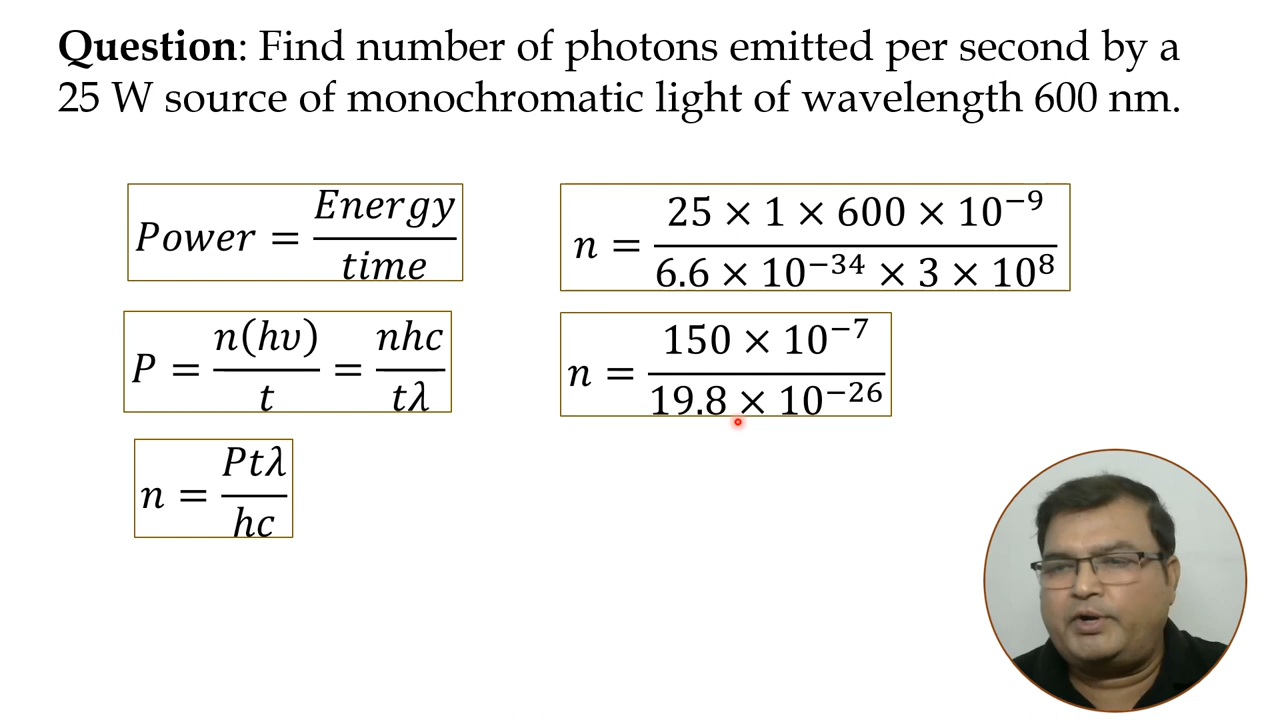 Question: Find number of photons emitted per second by a
25 W source of monochromatic light of wavelength 600 nm.
Power = Energy / time
P = n(hυ) / t = nhc / tλ
n = Ptλ / hc
n = 25 × 1 × 600 × 10⁻⁹ / 6.6 × 10⁻³⁴ × 3 × 10⁸
n = 150 × 10⁻⁷ / 19.8 × 10⁻²⁶